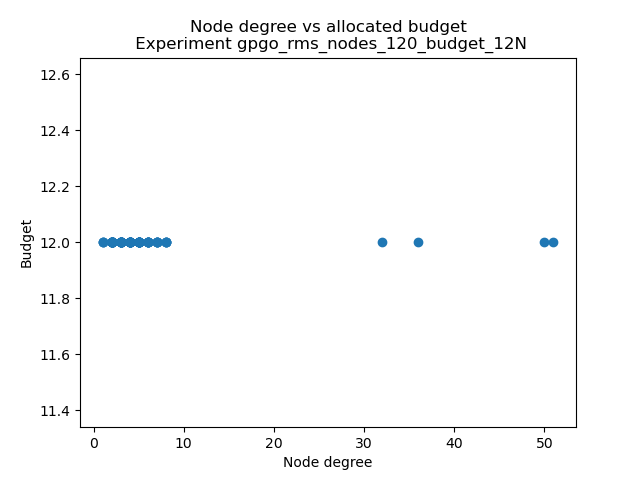 Node degree vs allocated budget
Experiment gpgo_rms_nodes_120_budget_12N
12.6
12.4
12.2
12.0
11.8
11.6
11.4
Budget
0 10 20 30 40 50
Node degree